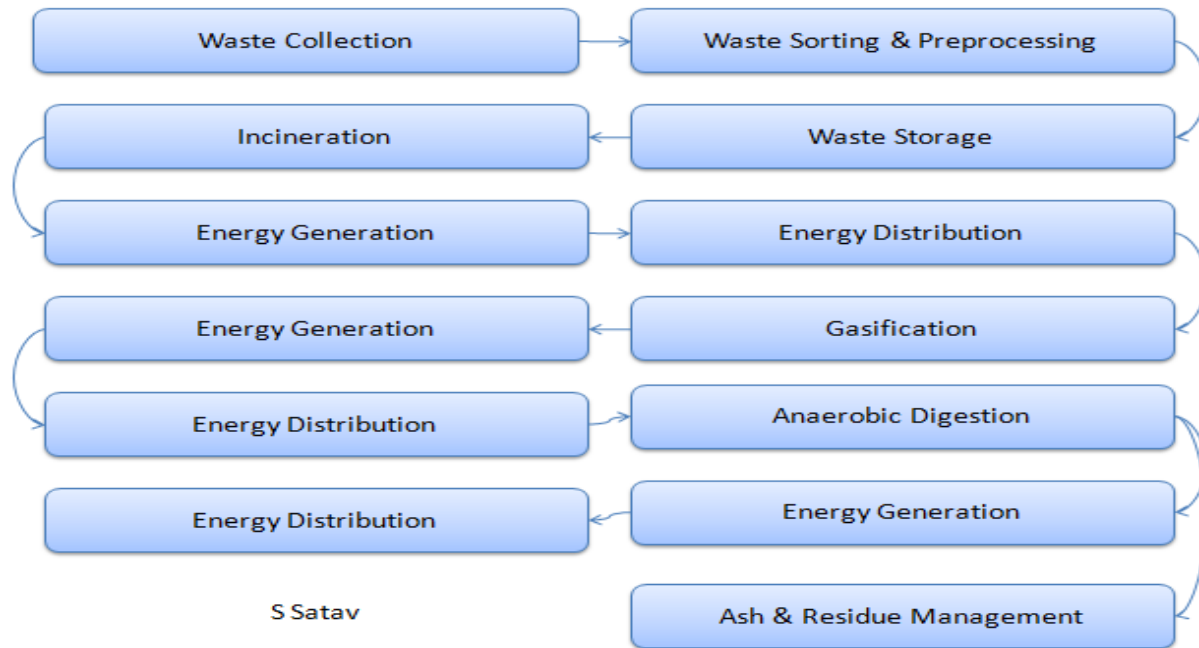 Waste Collection
Waste Sorting & Preprocessing
Incineration
Waste Storage
Energy Generation
Energy Distribution
Energy Generation
Gasification
Energy Distribution
Anaerobic Digestion
Energy Distribution
Energy Generation
S Satav
Ash & Residue Management